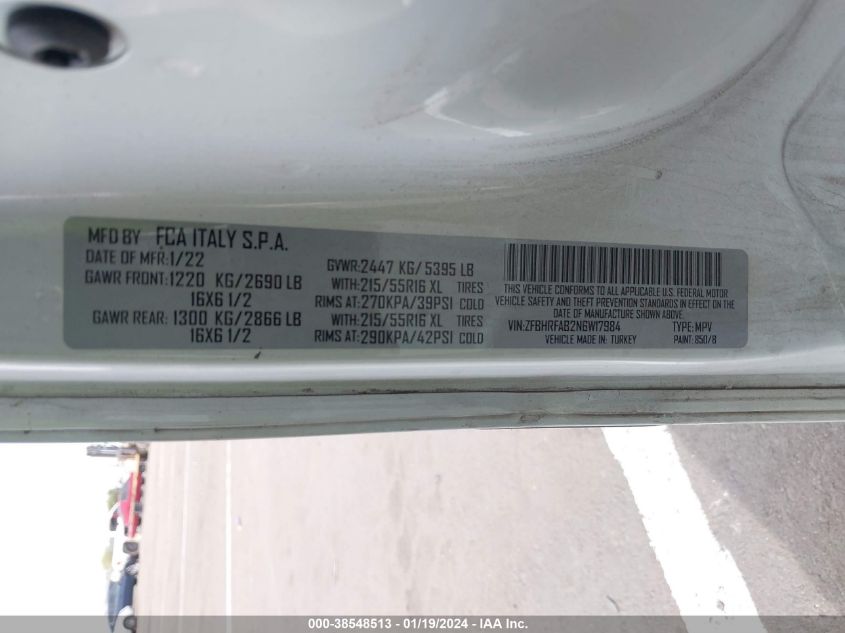 MFD BY FCA ITALY S.P.A.
DATE OF MFR:1/22
GAWR FRONT:1220 KG/2690 LB
16X6 1/2
GAWR REAR: 1300 KG/2866 LB
16X6 1/2
GVWR:2447 KG/5395 LB
WITH:215/55R16 XL TIRES
RIMS AT:270KPA/39PSI COLD
WITH:215/55R16 XL TIRES
RIMS AT:290KPA/42PSI COLD
THIS VEHICLE CONFORMS TO ALL APPLICABLE U.S. FEDERAL MOTOR
VEHICLE SAFETY AND THEFT PREVENTION STANDARDS IN EFFECT ON THE
DATE OF MANUFACTURE SHOWN ABOVE.
VIN:ZFBHRFAB2N6W17984 TYPE: MPV
VEHICLE MADE IN: TURKEY PAINT: 850/8
000-38548513 - 01/19/2024 - IAA Inc.